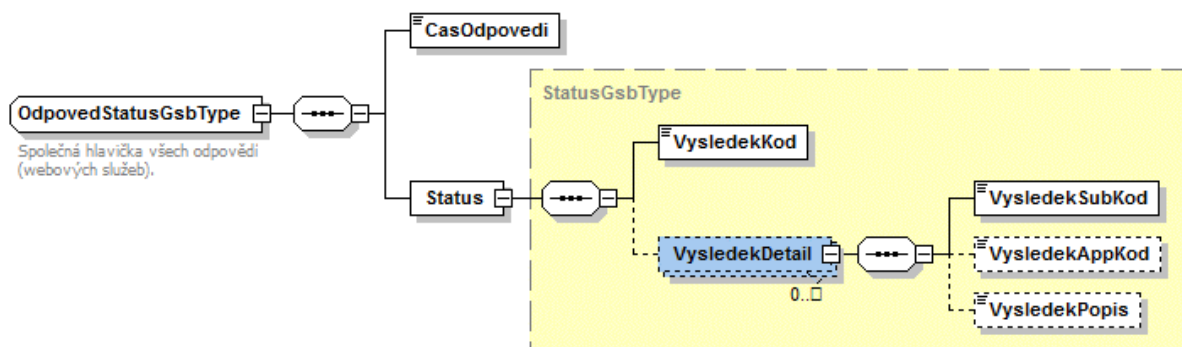 CasOdpovedi
StatusGsbType
OdpovedStatusGsbType
Společná hlavička všech odpovědí
(webových služeb).
VysledekKod
Status
VysledekSubKod
VysledekDetail
VysledekAppKod
0..□
VysledekPopis